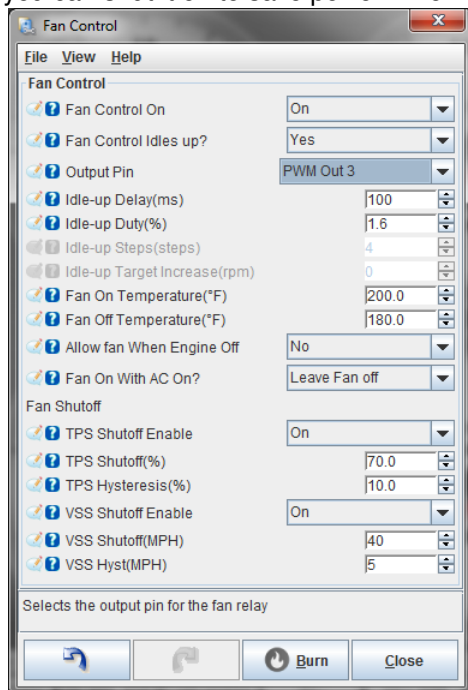 Fan Control
File View Help
Fan Control
Fan Control On On
Fan Control Idles up? Yes
Output Pin PWM Out 3
Idle-up Delay(ms) 100
Idle-up Duty(%) 1.6
Idle-up Steps(steps) 4
Idle-up Target Increase(rpm) 0
Fan On Temperature(°F) 200.0
Fan Off Temperature(°F) 180.0
Allow fan When Engine Off No
Fan On With AC On? Leave Fan off
Fan Shutoff
TPS Shutoff Enable On
TPS Shutoff(%) 70.0
TPS Hysteresis(%) 10.0
VSS Shutoff Enable On
VSS Shutoff(MPH) 40
VSS Hyst(MPH) 5
Selects the output pin for the fan relay
Burn Close